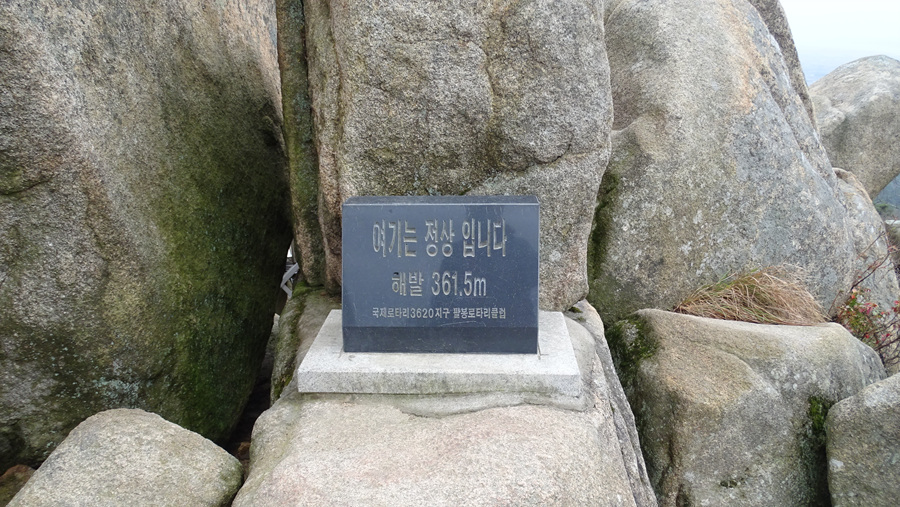 여기는 정상 입니다
해발 361.5m
국제로타리3620지구 팔봉로타리클럽